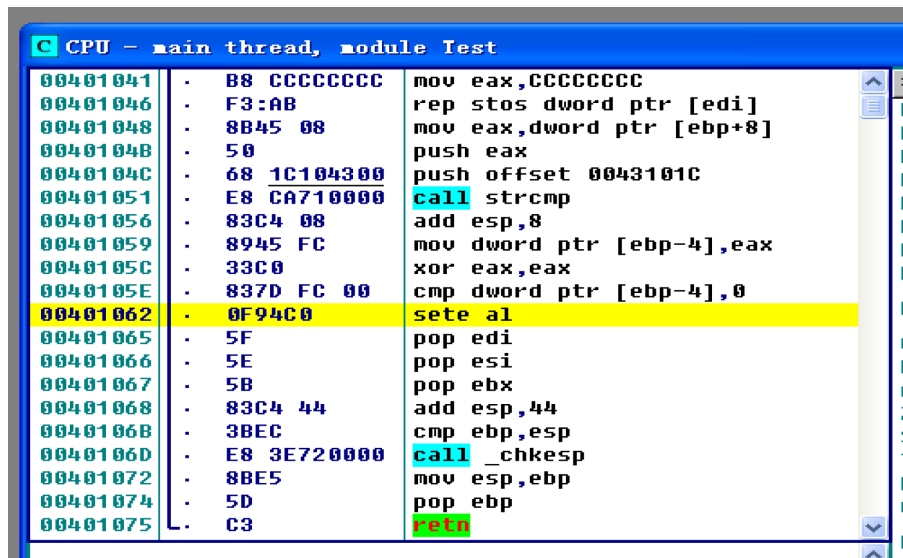 C CPU - main thread, module Test
00401041 . B8 CCCCCCCC mov eax,CCCCCCCC
00401046 . F3:AB rep stos dword ptr [edi]
00401048 . 8B45 08 mov eax,dword ptr [ebp+8]
0040104B . 50 push eax
0040104C . 68 1C104300 push offset 0043101C
00401051 . E8 CA710000 call strcmp
00401056 . 83C4 08 add esp,8
00401059 . 8945 FC mov dword ptr [ebp-4],eax
0040105C . 33C0 xor eax,eax
0040105E . 837D FC 00 cmp dword ptr [ebp-4],0
00401062 . 0F94C0 sete al
00401065 . 5F pop edi
00401066 . 5E pop esi
00401067 . 5B pop ebx
00401068 . 83C4 44 add esp,44
0040106B . 3BEC cmp ebp,esp
0040106D . E8 3E720000 call _chkesp
00401072 . 8BE5 mov esp,ebp
00401074 . 5D pop ebp
00401075 . C3 retn